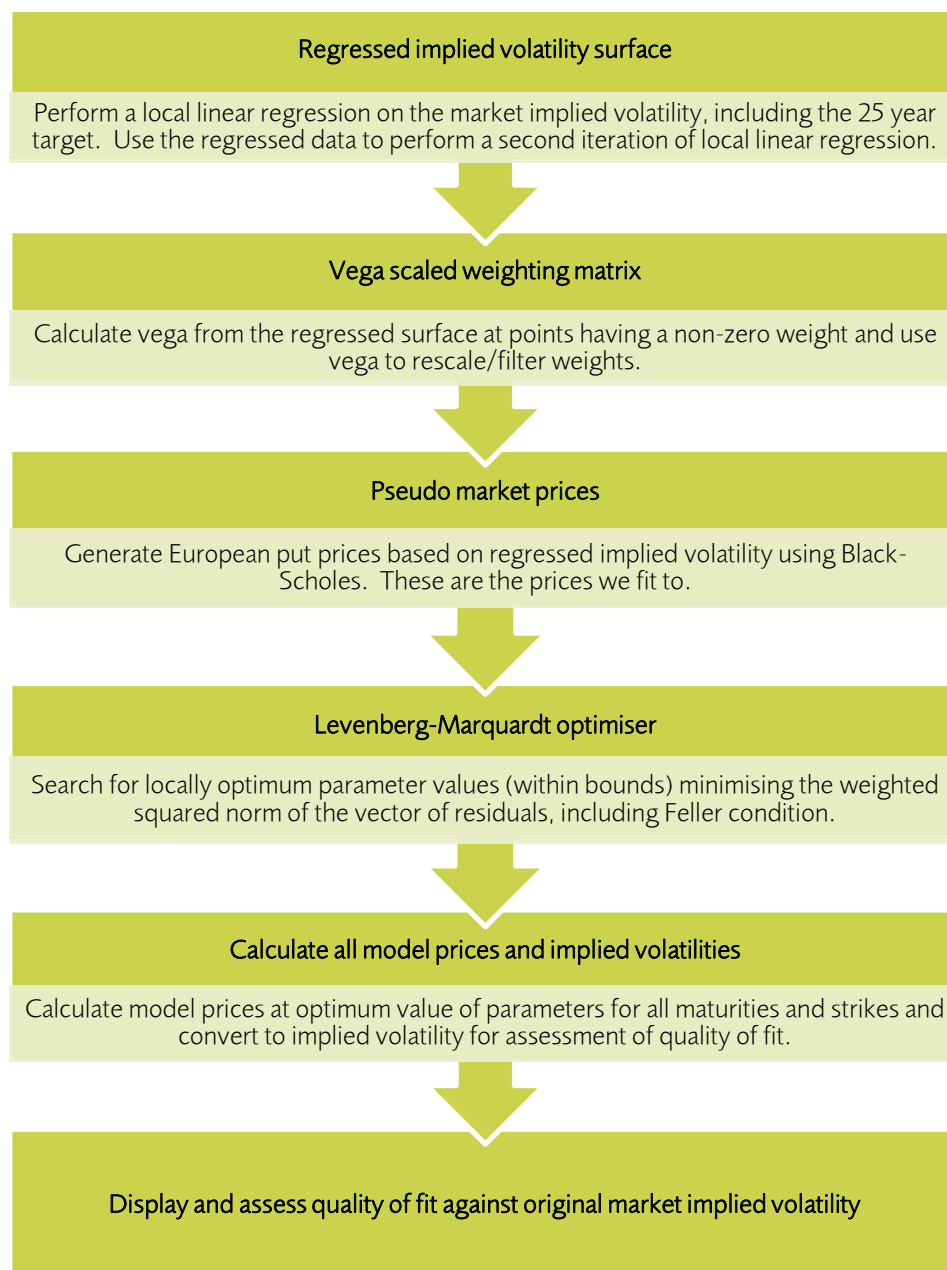 Regressed implied volatility surface
Perform a local linear regression on the market implied volatility, including the 25 year
target.  Use the regressed data to perform a second iteration of local linear regression.
Vega scaled weighting matrix
Calculate vega from the regressed surface at points having a non-zero weight and use
vega to rescale/filter weights.
Pseudo market prices
Generate European put prices based on regressed implied volatility using Black-
Scholes.  These are the prices we fit to.
Levenberg-Marquardt optimiser
Search for locally optimum parameter values (within bounds) minimising the weighted
squared norm of the vector of residuals, including Feller condition.
Calculate all model prices and implied volatilities
Calculate model prices at optimum value of parameters for all maturities and strikes and
convert to implied volatility for assessment of quality of fit.
Display and assess quality of fit against original market implied volatility